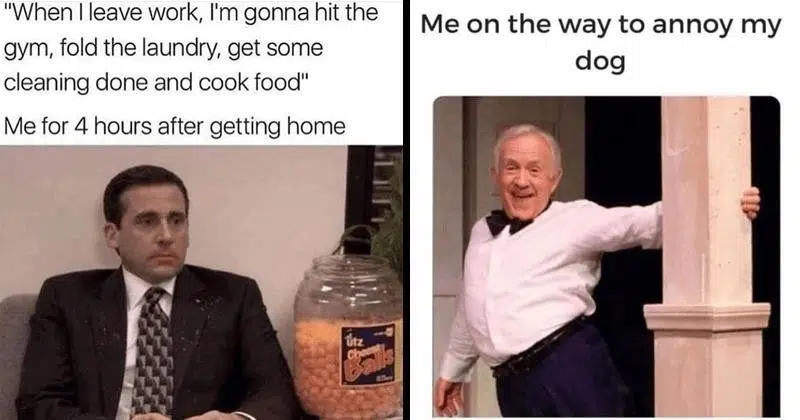 "When I leave work, I'm gonna hit the
gym, fold the laundry, get some
cleaning done and cook food"
Me for 4 hours after getting home
utz
Cheese
Balls
Me on the way to annoy my
dog